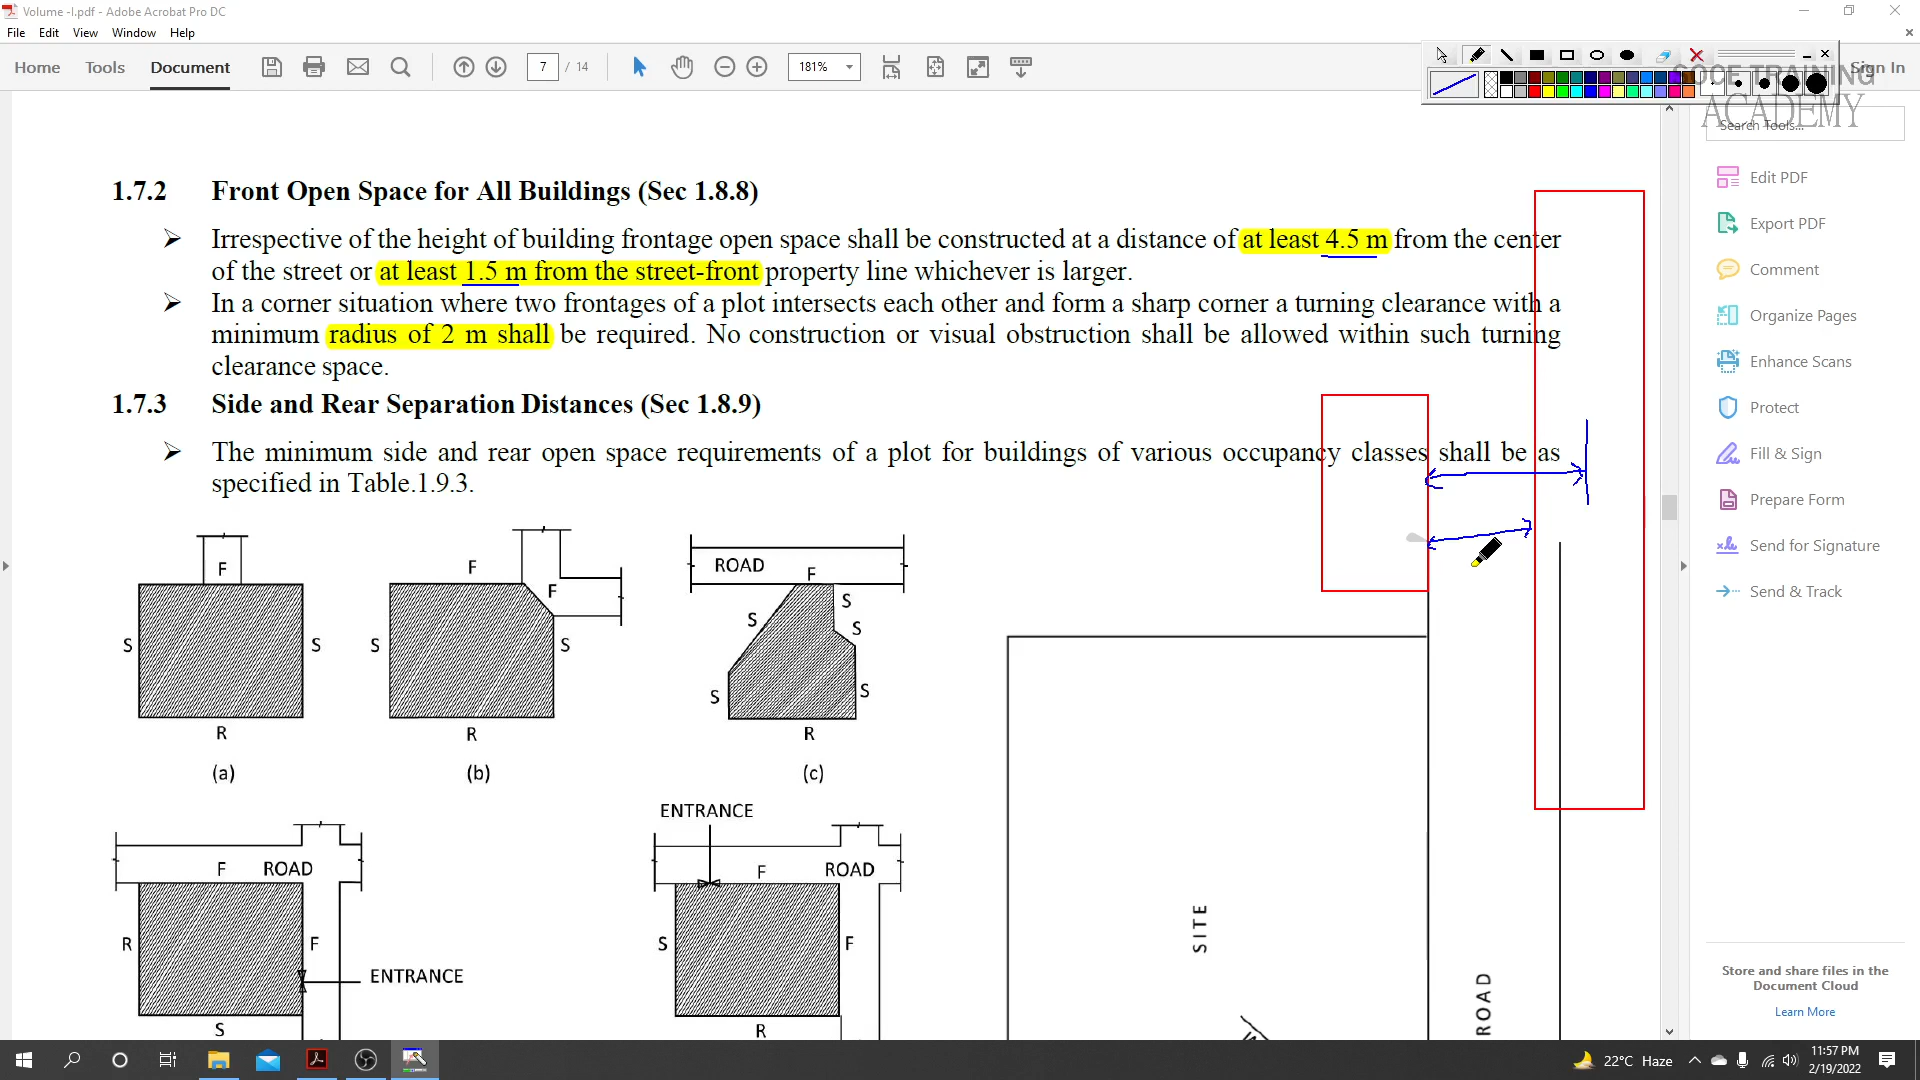 Volume -I.pdf - Adobe Acrobat Pro DC
File Edit View Window Help
Home Tools Document 7 / 14 181% Sign In
SOCE TRAINING
ACADEMY
Search Tools...
1.7.2 Front Open Space for All Buildings (Sec 1.8.8)
Irrespective of the height of building frontage open space shall be constructed at a distance of at least 4.5 m from the center
of the street or at least 1.5 m from the street-front property line whichever is larger.
In a corner situation where two frontages of a plot intersects each other and form a sharp corner a turning clearance with a
minimum radius of 2 m shall be required. No construction or visual obstruction shall be allowed within such turning
clearance space.
1.7.3 Side and Rear Separation Distances (Sec 1.8.9)
The minimum side and rear open space requirements of a plot for buildings of various occupancy classes shall be as
specified in Table.1.9.3.
F
S S
R
(a)
F
F
S S
R
(b)
ROAD F
S S
S
S S
R
(c)
F ROAD
R F
ENTRANCE
S
ENTRANCE
F ROAD
S F
R
SITE
ROAD
Edit PDF
Export PDF
Comment
Organize Pages
Enhance Scans
Protect
Fill & Sign
Prepare Form
Send for Signature
Send & Track
Store and share files in the
Document Cloud
Learn More
22°C Haze
11:57 PM
2/19/2022